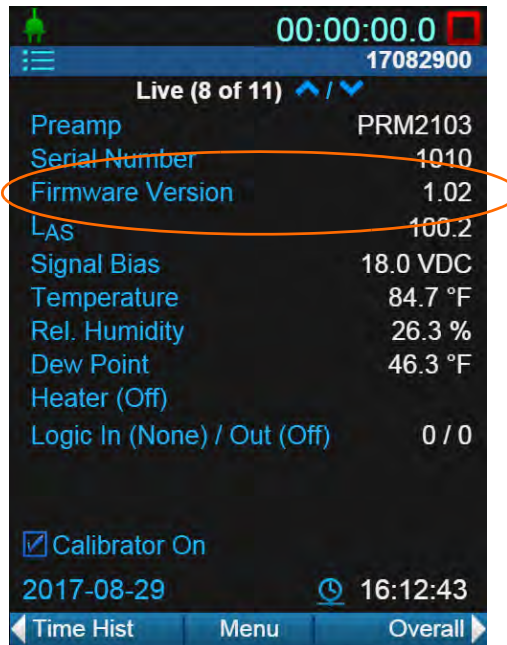 00:00:00.0
17082900
Live (8 of 11) /
Preamp PRM2103
Serial Number 1010
Firmware Version 1.02
LAS 100.2
Signal Bias 18.0 VDC
Temperature 84.7 °F
Rel. Humidity 26.3 %
Dew Point 46.3 °F
Heater (Off)
Logic In (None) / Out (Off) 0 / 0
Calibrator On
2017-08-29 16:12:43
Time Hist Menu Overall